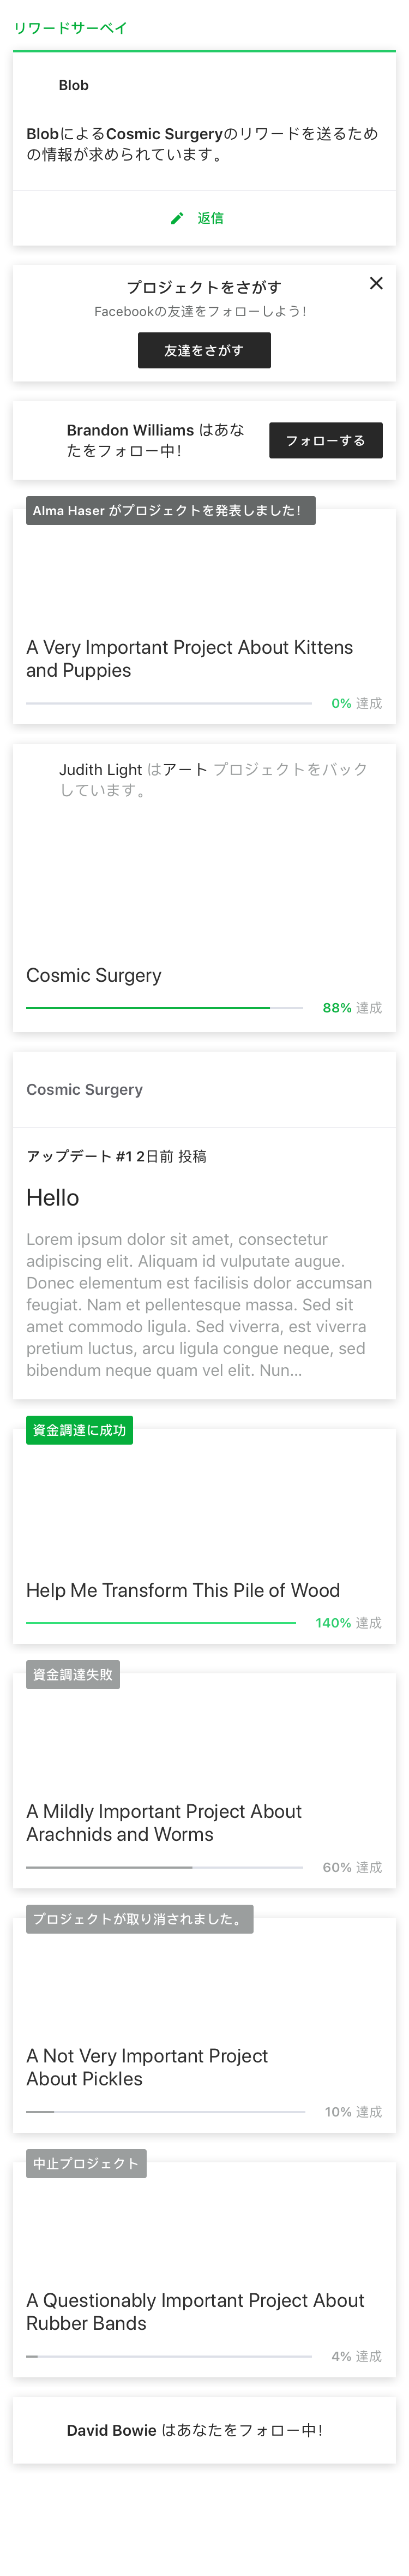 リワードサーベイ
Blob
BlobによるCosmic Surgeryのリワードを送るため
の情報が求められています。
返信
プロジェクトをさがす
Facebookの友達をフォローしよう！
友達をさがす
Brandon Williams はあな
たをフォロー中！
フォローする
Alma Haser がプロジェクトを発表しました！
A Very Important Project About Kittens
and Puppies
0% 達成
Judith Light はアート プロジェクトをバック
しています。
Cosmic Surgery
88% 達成
Cosmic Surgery
アップデート #1 2日前 投稿
Hello
Lorem ipsum dolor sit amet, consectetur
adipiscing elit. Aliquam id vulputate augue.
Donec elementum est facilisis dolor accumsan
feugiat. Nam et pellentesque massa. Sed sit
amet commodo ligula. Sed viverra, est viverra
pretium luctus, arcu ligula congue neque, sed
bibendum neque quam vel elit. Nun...
資金調達に成功
Help Me Transform This Pile of Wood
140% 達成
資金調達失敗
A Mildly Important Project About
Arachnids and Worms
60% 達成
プロジェクトが取り消されました。
A Not Very Important Project
About Pickles
10% 達成
中止プロジェクト
A Questionably Important Project About
Rubber Bands
4% 達成
David Bowie はあなたをフォロー中！